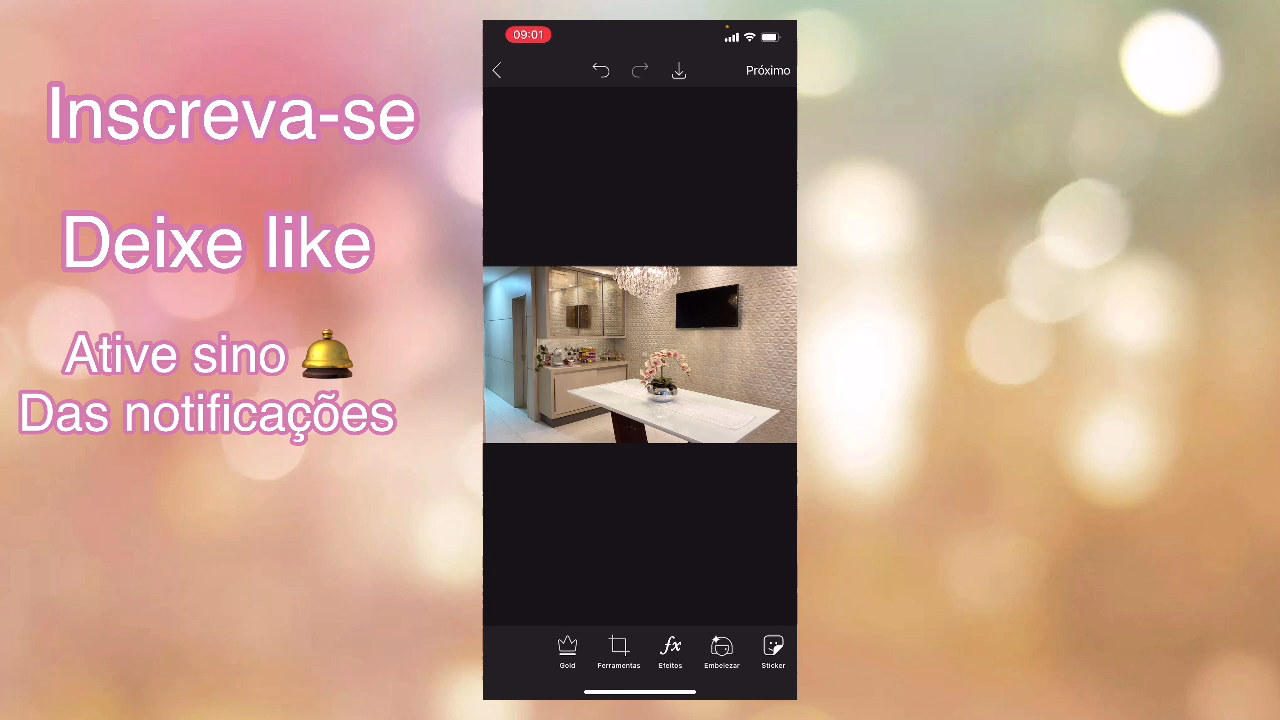 Inscreva-se
Deixe like
Ative sino
Das notificações
09:01
Próximo
Gold
Ferramentas
Efeitos
Embelezar
Sticker